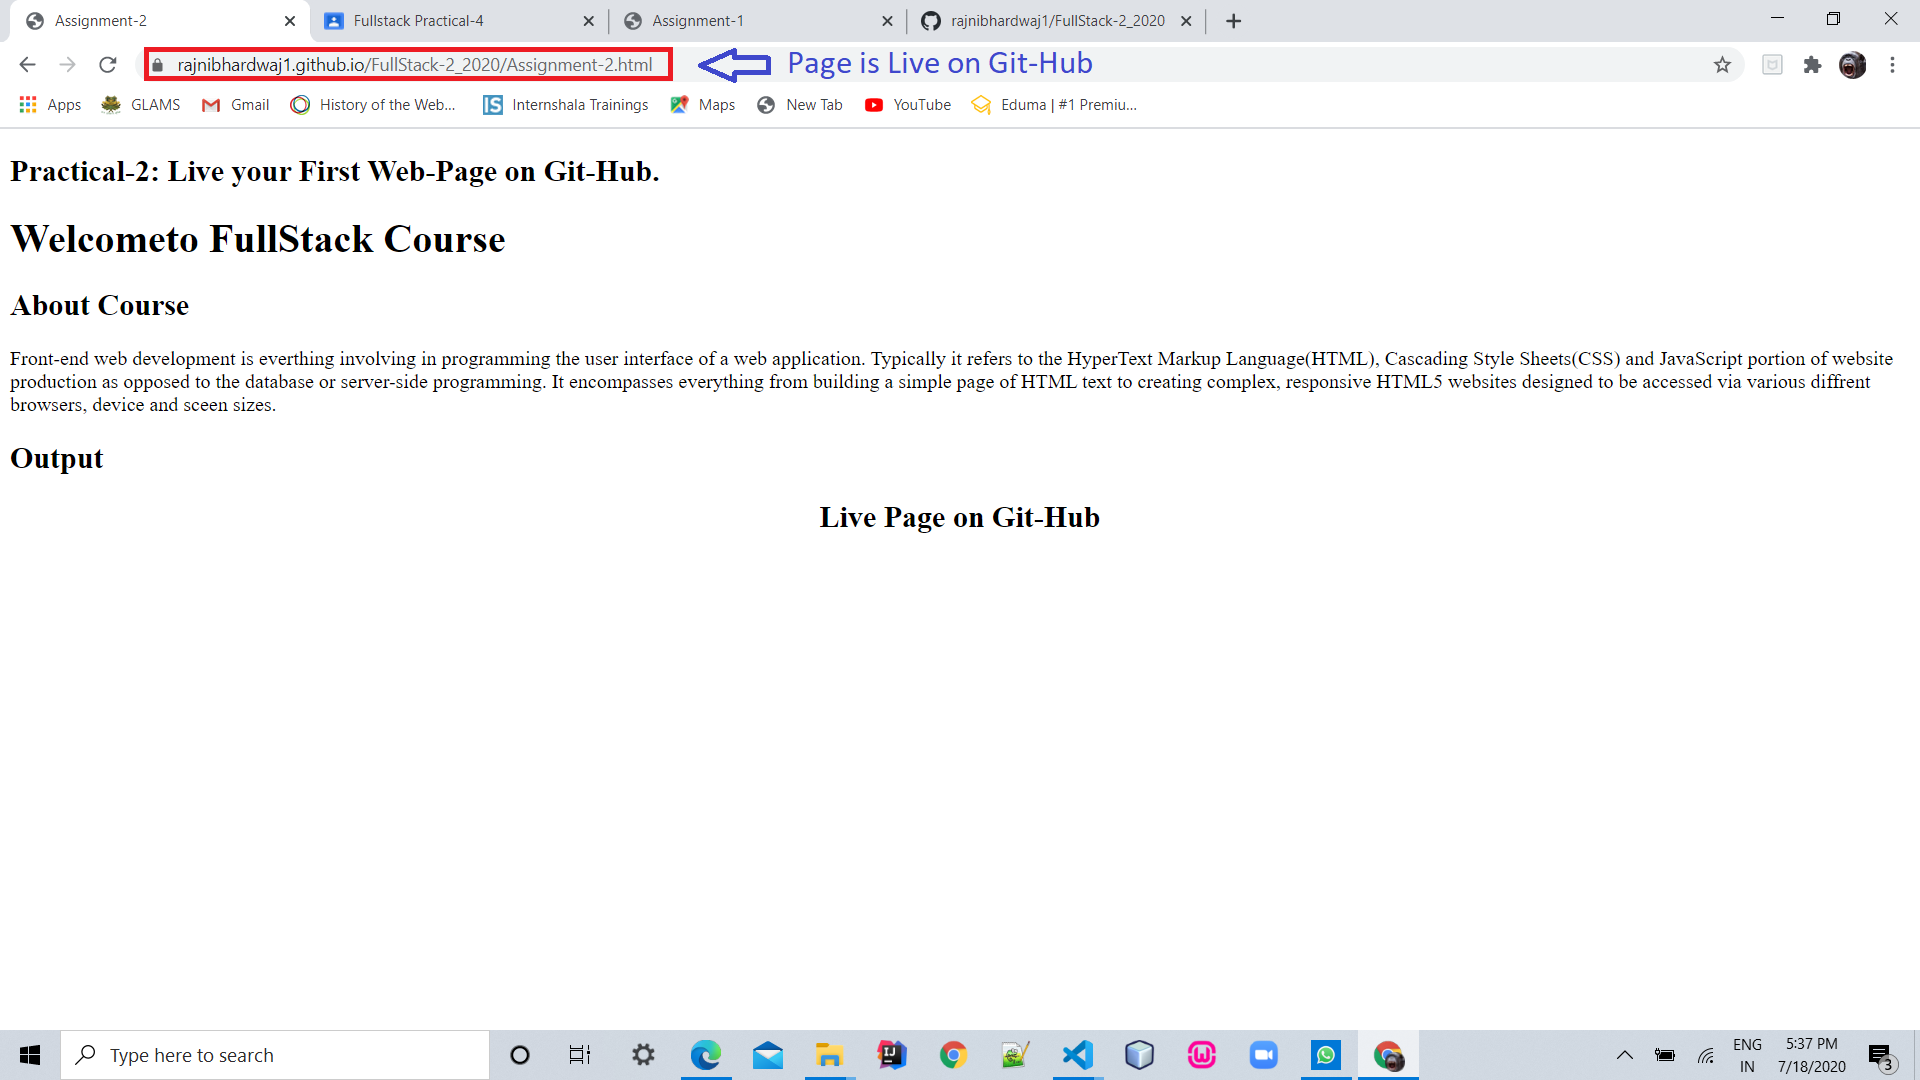 Assignment-2
Fullstack Practical-4
Assignment-1
rajnibhardwaj1/FullStack-2_2020
rajnibhardwaj1.github.io/FullStack-2_2020/Assignment-2.html
Page is Live on Git-Hub
Apps
GLAMS
Gmail
History of the Web...
IS
Internshala Trainings
Maps
New Tab
YouTube
Eduma | #1 Premiu...
Practical-2: Live your First Web-Page on Git-Hub.
Welcometo FullStack Course
About Course
Front-end web development is everthing involving in programming the user interface of a web application. Typically it refers to the HyperText Markup Language(HTML), Cascading Style Sheets(CSS) and JavaScript portion of website
production as opposed to the database or server-side programming. It encompasses everything from building a simple page of HTML text to creating complex, responsive HTML5 websites designed to be accessed via various diffrent
browsers, device and sceen sizes.
Output
Live Page on Git-Hub
Type here to search
ENG
IN
5:37 PM
7/18/2020
3